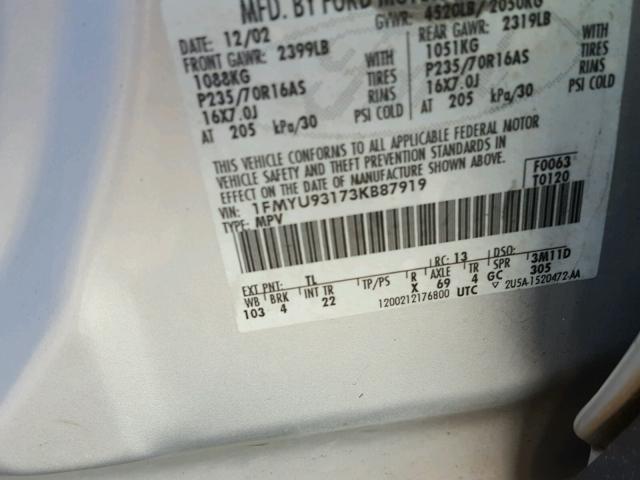 MFD. BY FORD MOTOR
DATE: 12/02 GVWR: 4520LB/ 2050KG
FRONT GAWR: 2399LB REAR GAWR: 2319LB
1088KG WITH 1051KG WITH
P235/70R16AS TIRES P235/70R16AS TIRES
16X7.0J RIMS 16X7.0J RIMS
AT 205 kPa/30 PSI COLD AT 205 kPa/30 PSI COLD
THIS VEHICLE CONFORMS TO ALL APPLICABLE FEDERAL MOTOR
VEHICLE SAFETY AND THEFT PREVENTION STANDARDS IN
EFFECT ON THE DATE OF MANUFACTURE SHOWN ABOVE.
VIN: 1FMYU93173KB87919 F0063
TYPE: MPV T0120
EXT PNT: TL RC: 13 DSO:
WB BRK INT TR TP/PS R AXLE TR SPR 3M11D
103 4 22 X 69 4 GC 305
1200212176800 UTC ▽ 2U5A-1520472-AA